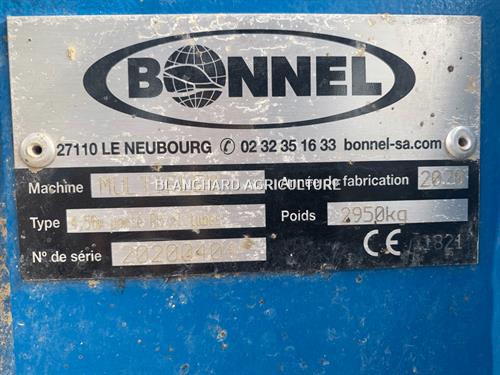 BONNEL
27110 LE NEUBOURG ✆ 02 32 35 16 33 bonnel-sa.com
Machine Année de fabrication 2020
BLANCHARD AGRICULTURE
Type Poids 2950kg
N° de série
CE 11821